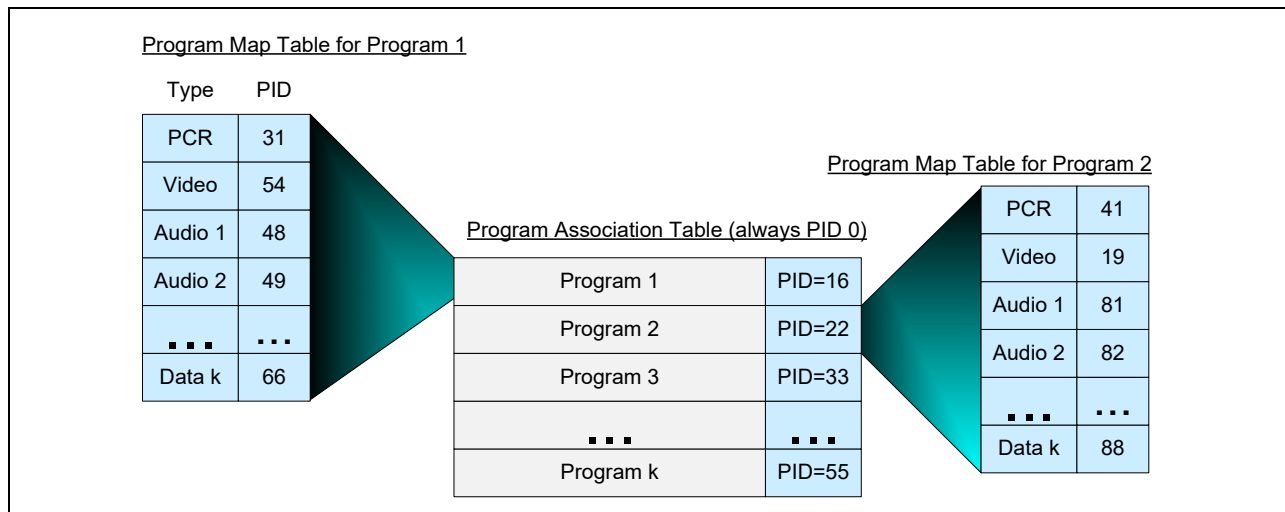 Program Map Table for Program 1
Type PID
PCR 31
Video 54
Audio 1 48
Audio 2 49
... ...
Data k 66
Program Association Table (always PID 0)
Program 1 PID=16
Program 2 PID=22
Program 3 PID=33
... ...
Program k PID=55
Program Map Table for Program 2
PCR 41
Video 19
Audio 1 81
Audio 2 82
... ...
Data k 88